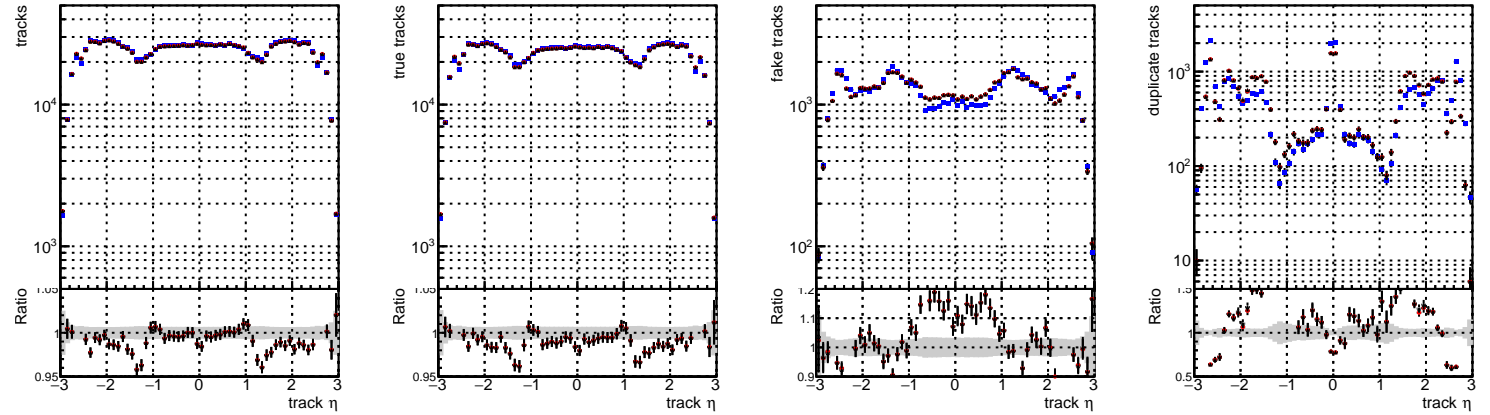 tracks
10⁴
10³
1.05
Ratio
1
0.95
−3 −2 −1 0 1 2 3
track η
true tracks
10⁴
10³
1.05
Ratio
1
0.95
−3 −2 −1 0 1 2 3
track η
fake tracks
10⁴
10³
10²
1.2
Ratio
1.1
1
0.9
−3 −2 −1 0 1 2 3
track η
duplicate tracks
10³
10²
10
1.5
Ratio
1
0.5
−3 −2 −1 0 1 2 3
track η